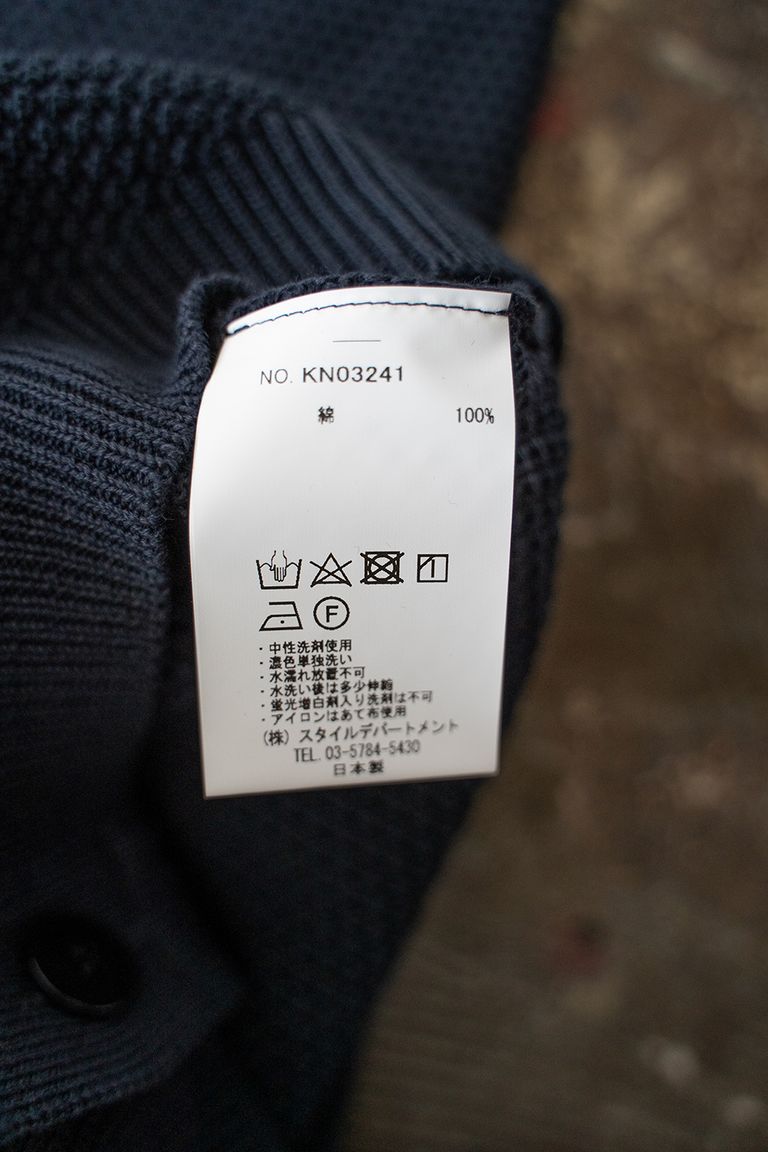 NO. KN03241
綿 100%
F
・中性洗剤使用
・濃色単独洗い
・水濡れ放置不可
・水洗い後は多少伸縮
・蛍光増白剤入り洗剤は不可
・アイロンはあて布使用
(株) スタイルデパートメント
TEL. 03-5784-5430
日本製